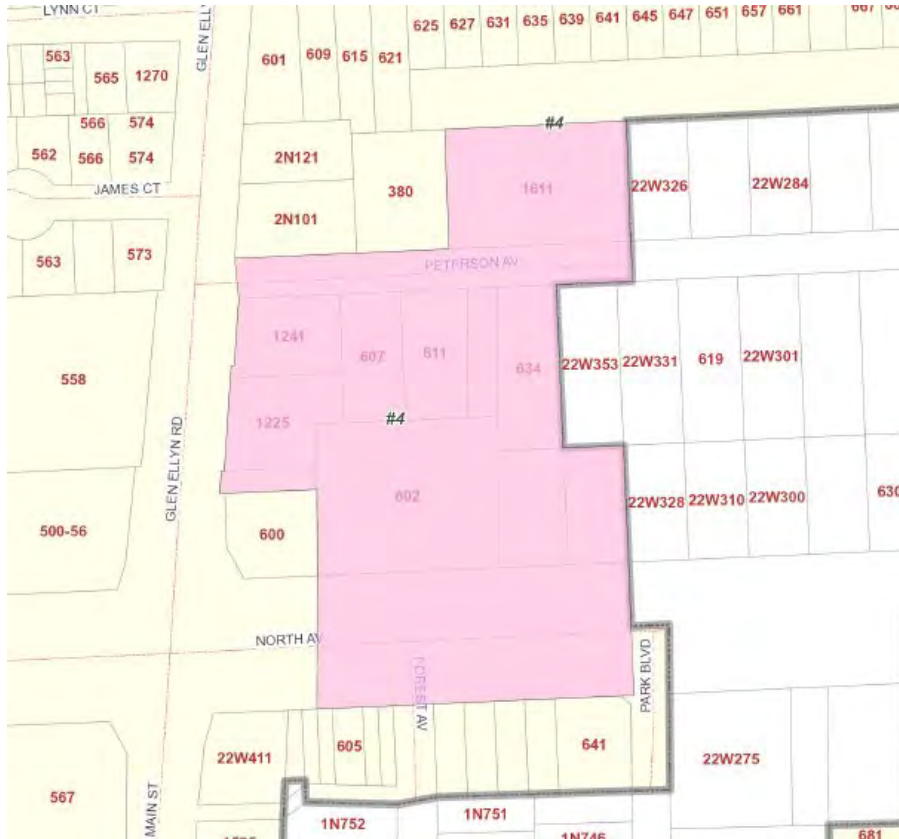 LYNN CT
GLEN ELLY
625 627 631 635 639 641 645 647 651 657 661 667
601 609 615 621
563
565 1270
566 574
562 566 574
#4
2N121
1611
22W326 22W284
JAMES CT
380
2N101
563 573
PETERSON AV
1241
607 611
634 22W353 22W331 619 22W301
558
#4
1225
602
22W328 22W310 22W300 630
GLEN ELLYN RD
500-56 600
NORTH AV
FOREST AV
PARK BLVD
605 641
22W411 22W275
567
MAIN ST
1N752 1N751
1N746 681